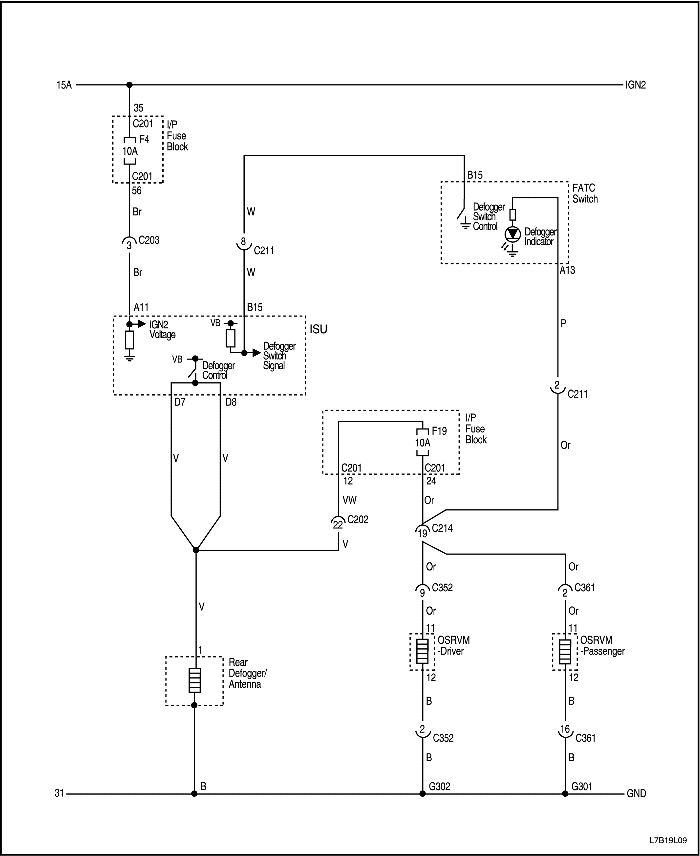 15A
IGN2
35
C201
F4
10A
C201
56
I/P
Fuse
Block
Br
3
C203
Br
A11
W
8
C211
W
B15
B15
FATC
Switch
Defogger
Switch
Control
Defogger
Indicator
A13
P
2
C211
Or
IGN2
Voltage
VB
Defogger
Switch
Signal
ISU
VB
Defogger
Control
D7
D8
V
V
F19
10A
I/P
Fuse
Block
C201
12
C201
24
VW
22
C202
V
Or
19
C214
V
Or
9
C352
Or
Or
2
C361
Or
1
Rear
Defogger/
Antenna
11
OSRVM
-Driver
12
11
OSRVM
-Passenger
12
B
2
C352
B
B
16
C361
B
31
B
G302
G301
GND
L7B19L09